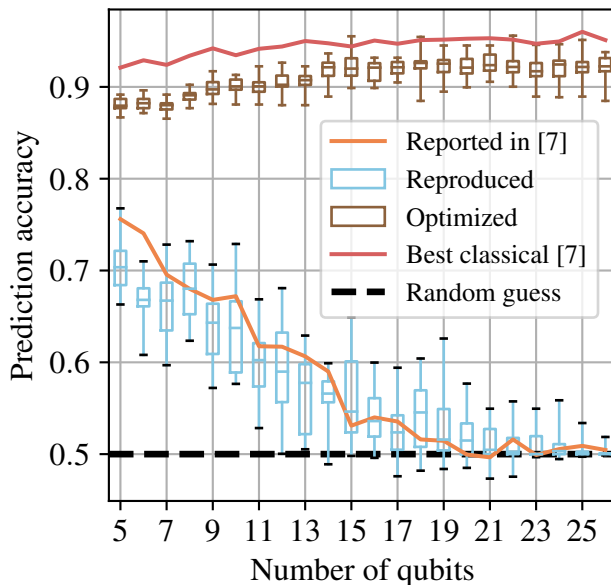 0.9
0.8
0.7
0.6
0.5
Prediction accuracy
Reported in [7]
Reproduced
Optimized
Best classical [7]
Random guess
5 7 9 11 13 15 17 19 21 23 25
Number of qubits